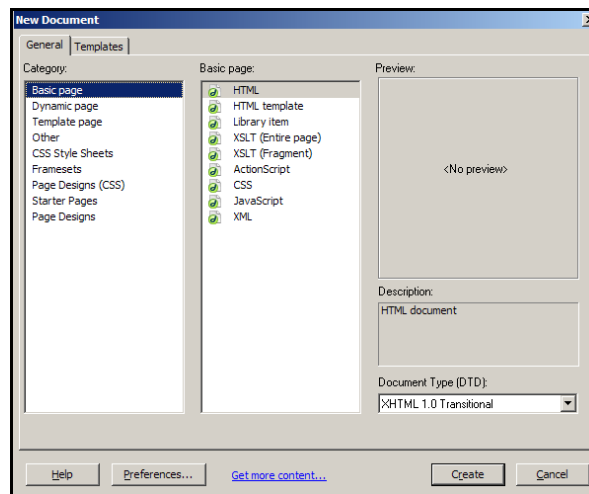 New Document
General Templates
Category:
Basic page
Dynamic page
Template page
Other
CSS Style Sheets
Framesets
Page Designs (CSS)
Starter Pages
Page Designs
Basic page:
HTML
HTML template
Library item
XSLT (Entire page)
XSLT (Fragment)
ActionScript
CSS
JavaScript
XML
Preview:
<No preview>
Description:
HTML document
Document Type (DTD):
XHTML 1.0 Transitional
Help Preferences... Get more content... Create Cancel